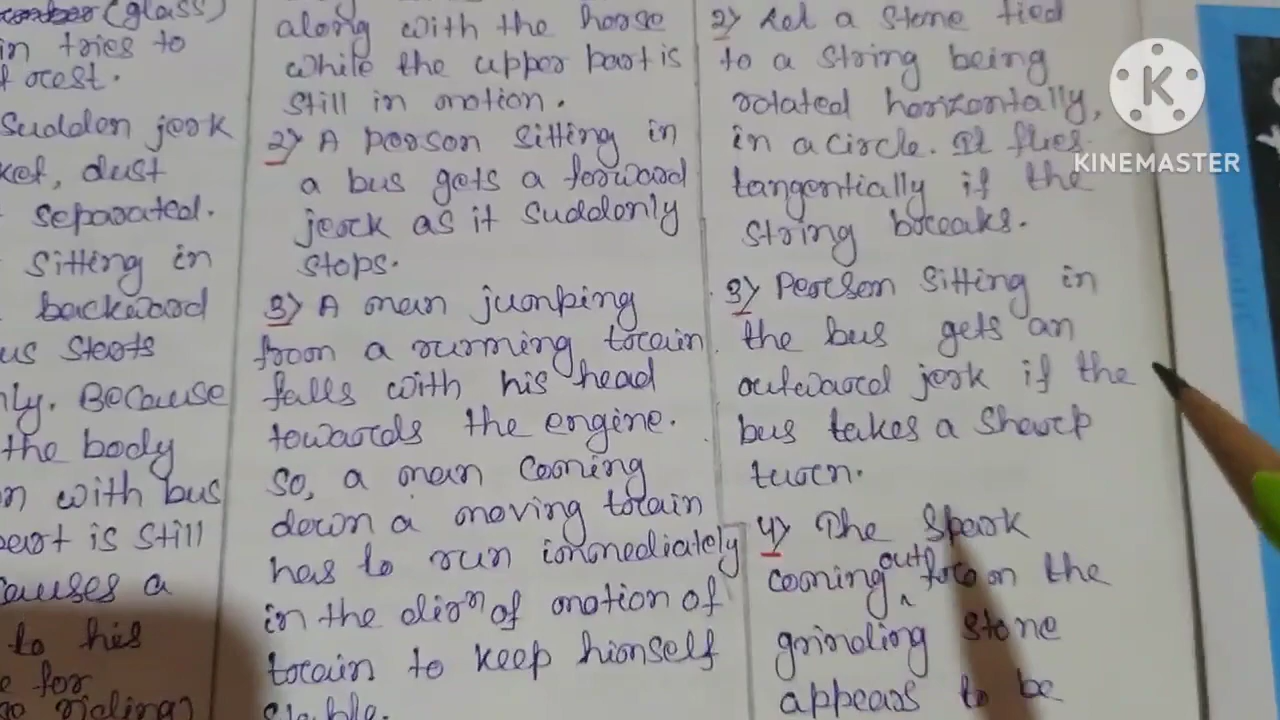 (glass)
in tries to
f rest.
Sudden jerk
ket, dust
separated.
Sitting in
backward
us starts
nly. Because
the body
n with bus
part is still
causes a
to his
e for
riding)
along with the horse
while the upper part is
still in motion.
2) A person sitting in
a bus gets a forward
jerk as it suddenly
stops.
3) A man jumping
from a running train
falls with his head
towards the engine.
So, a man coming
down a moving train
has to run immediately
in the dirⁿ of motion of
train to keep himself
stable.
2) Let a stone tied
to a string being
rotated horizontally,
in a circle. It flies
tangentially if the
string breaks.
3) Person sitting in
the bus gets an
outward jerk if the
bus takes a sharp
turn.
4) The spark
coming out from the
grinding stone
appears to be
K
KINEMASTER